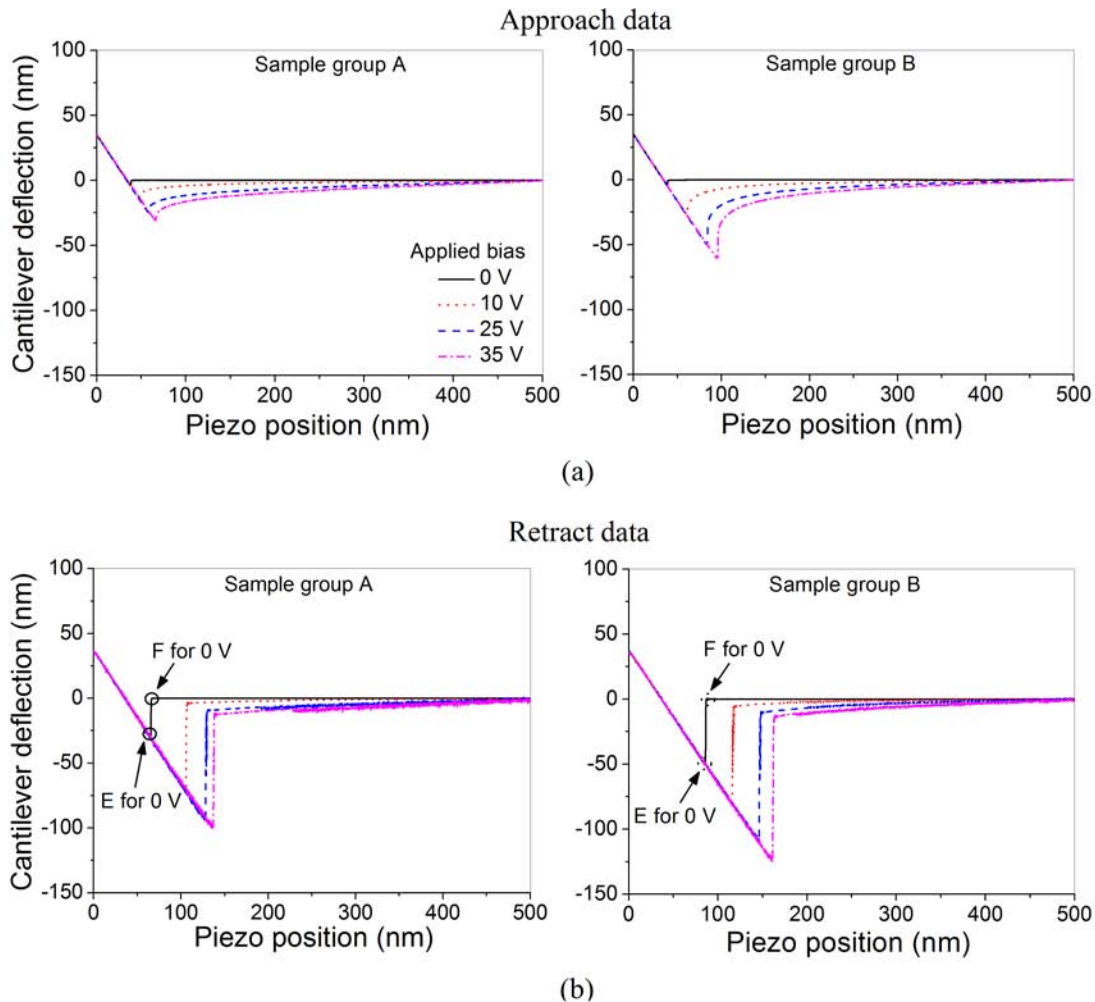 Approach data
Sample group A
Sample group B
Cantilever deflection (nm)
100
50
0
-50
-100
-150
100
50
0
-50
-100
-150
Applied bias
0 V
10 V
25 V
35 V
0 100 200 300 400 500
0 100 200 300 400 500
Piezo position (nm)
Piezo position (nm)
(a)
Retract data
Sample group A
Sample group B
Cantilever deflection (nm)
100
50
0
-50
-100
-150
100
50
0
-50
-100
-150
F for 0 V
E for 0 V
F for 0 V
E for 0 V
0 100 200 300 400 500
0 100 200 300 400 500
Piezo position (nm)
Piezo position (nm)
(b)